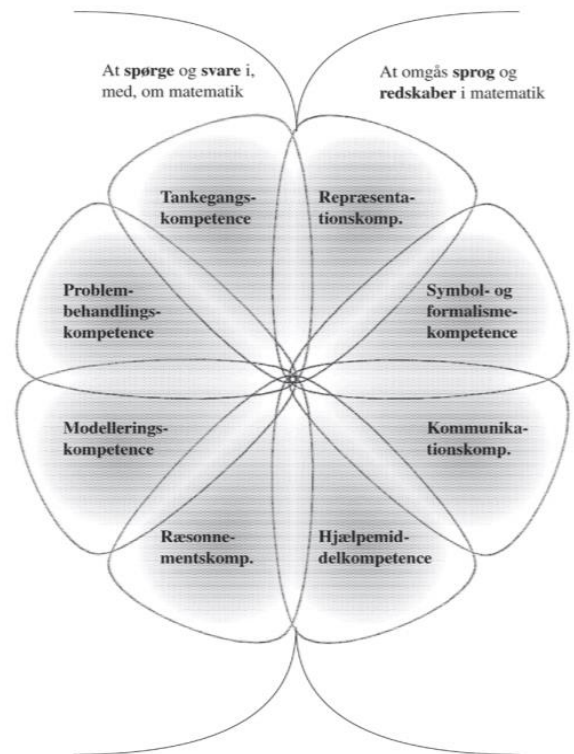 At spørge og svare i,
med, om matematik
At omgås sprog og
redskaber i matematik
Tankegangs-
kompetence
Repræsenta-
tionskomp.
Problem-
behandlings-
kompetence
Symbol- og
formalisme-
kompetence
Modellerings-
kompetence
Kommunika-
tionskomp.
Ræsonne-
mentskomp.
Hjælpemid-
delkompetence